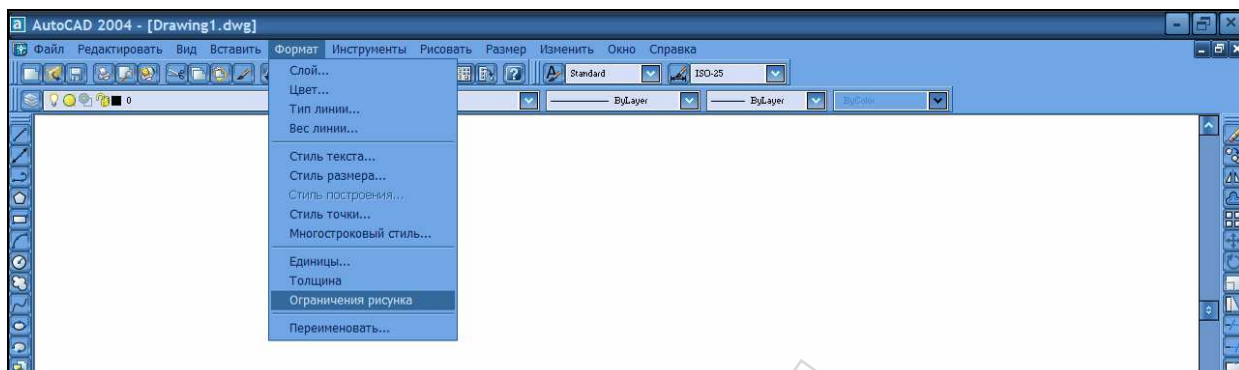 AutoCAD 2004 - [Drawing1.dwg]
Файл Редактировать Вид Вставить Формат Инструменты Рисовать Размер Изменить Окно Справка
Standard ISO-25
0 ByLayer ByLayer ByColor
Слой...
Цвет...
Тип линии...
Вес линии...
Стиль текста...
Стиль размера...
Стиль построения...
Стиль точки...
Многостроковый стиль...
Единицы...
Толщина
Ограничения рисунка
Переименовать...